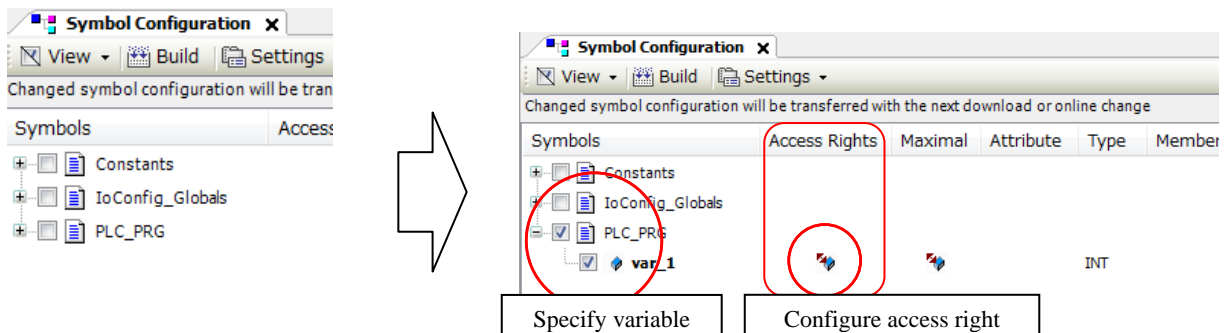 Symbol Configuration
View Build Settings
Changed symbol configuration will be tran
Symbols Access
Constants
IoConfig_Globals
PLC_PRG
Symbol Configuration
View Build Settings
Changed symbol configuration will be transferred with the next download or online change
Symbols Access Rights Maximal Attribute Type Member
Constants
IoConfig_Globals
PLC_PRG
var_1 INT
Specify variable
Configure access right